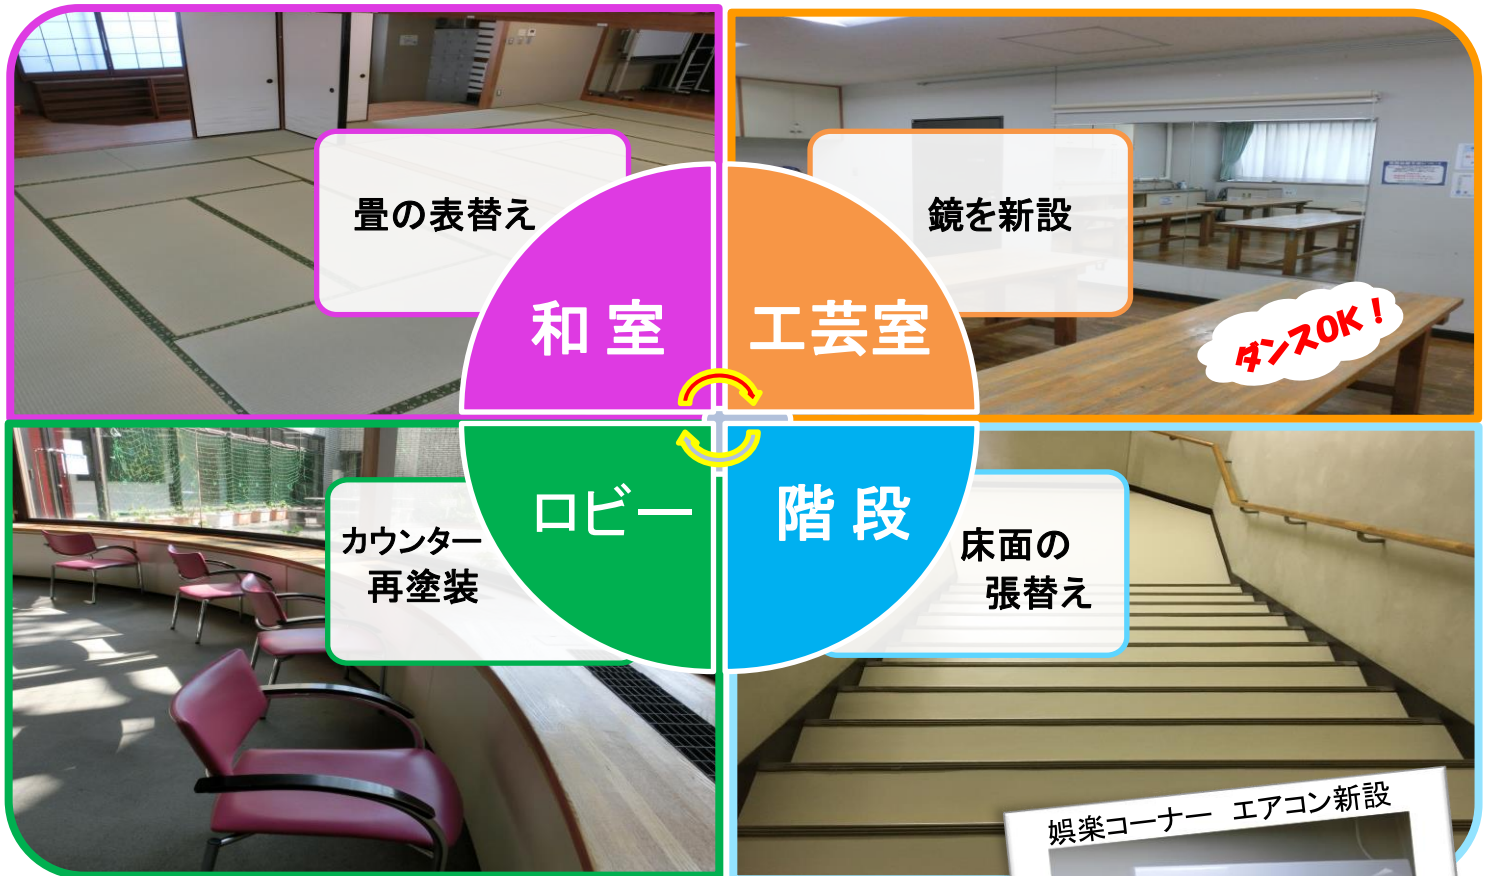 畳の表替え
和室
鏡を新設
工芸室
ダンスOK！
カウンター
再塗装
ロビー
階段
床面の
張替え
娯楽コーナー　エアコン新設